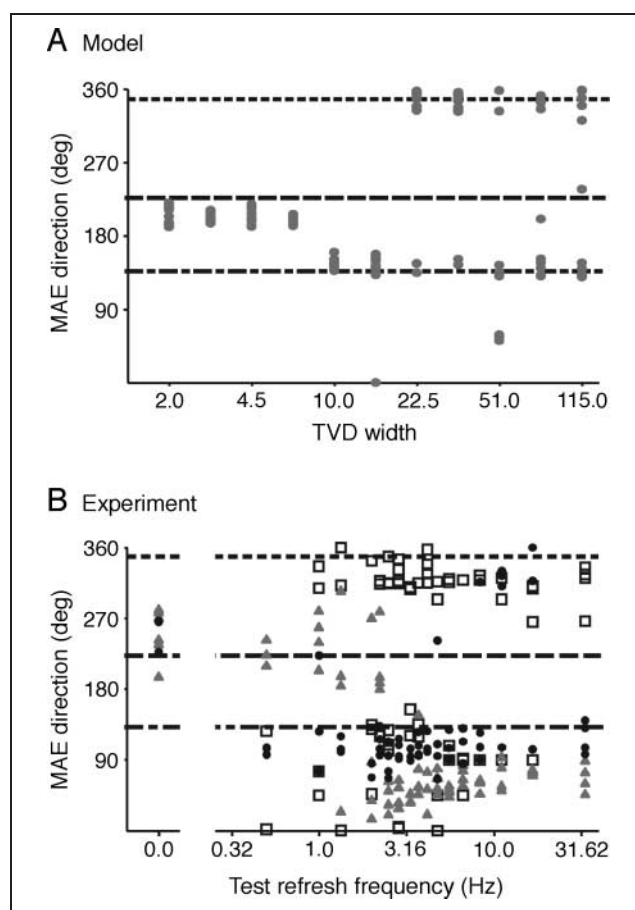 A Model
360
270
180
90
MAE direction (deg)
2.0 4.5 10.0 22.5 51.0 115.0
TVD width
B Experiment
360
270
180
90
MAE direction (deg)
0.0 0.32 1.0 3.16 10.0 31.62
Test refresh frequency (Hz)